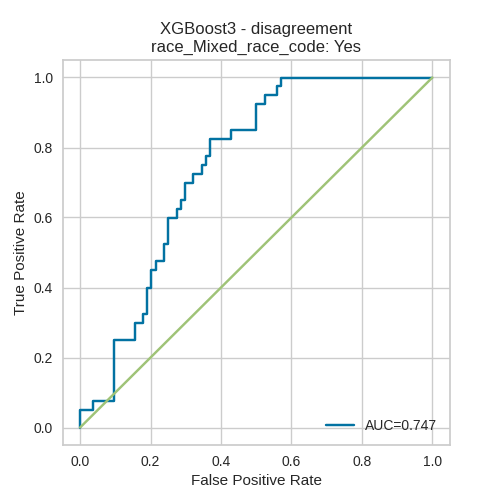 XGBoost3 - disagreement
race_Mixed_race_code: Yes
True Positive Rate
1.0
0.8
0.6
0.4
0.2
0.0
AUC=0.747
0.0 0.2 0.4 0.6 0.8 1.0
False Positive Rate